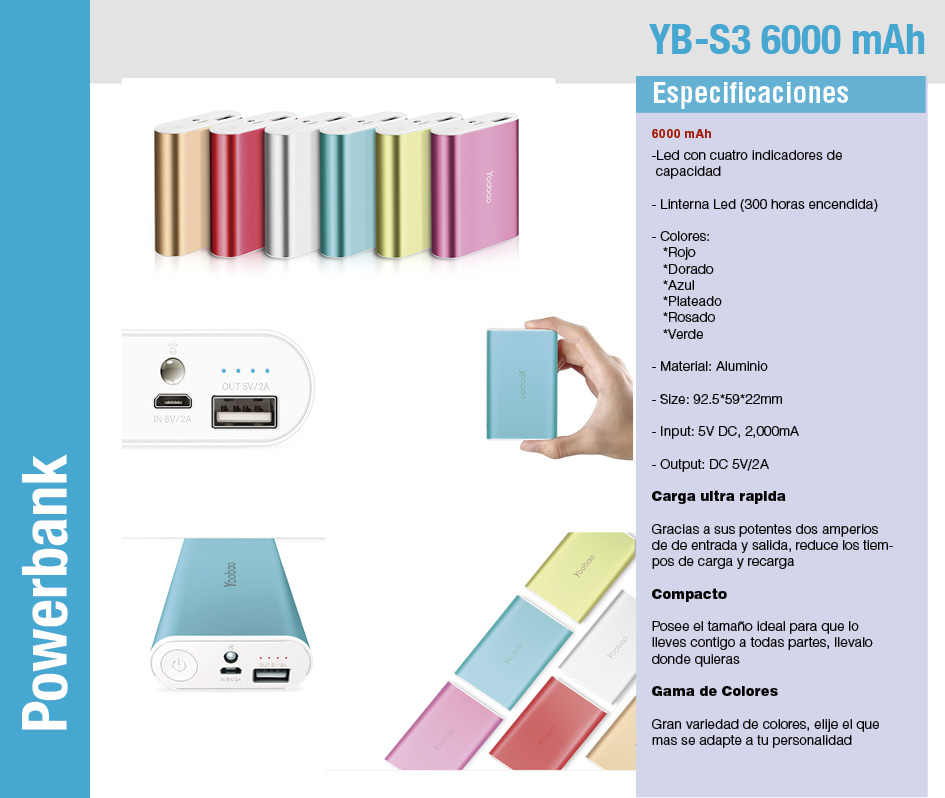 YB-S3 6000 mAh
Especificaciones
6000 mAh
-Led con cuatro indicadores de
capacidad
- Linterna Led (300 horas encendida)
- Colores:
*Rojo
*Dorado
*Azul
*Plateado
*Rosado
*Verde
- Material: Aluminio
- Size: 92.5*59*22mm
- Input: 5V DC, 2,000mA
- Output: DC 5V/2A
Carga ultra rapida
Gracias a sus potentes dos amperios
de de entrada y salida, reduce los tiem-
pos de carga y recarga
Compacto
Posee el tamaño ideal para que lo
lleves contigo a todas partes, llevalo
donde quieras
Gama de Colores
Gran variedad de colores, elije el que
mas se adapte a tu personalidad
Powerbank
Yoobao
OUT 5V/2A
IN 5V/2A
Yoobao
Yoobao
OUT 5V/2A
IN 5V/2A
Yoobao
Yoobao
Yoobao
Yoobao
Yoobao